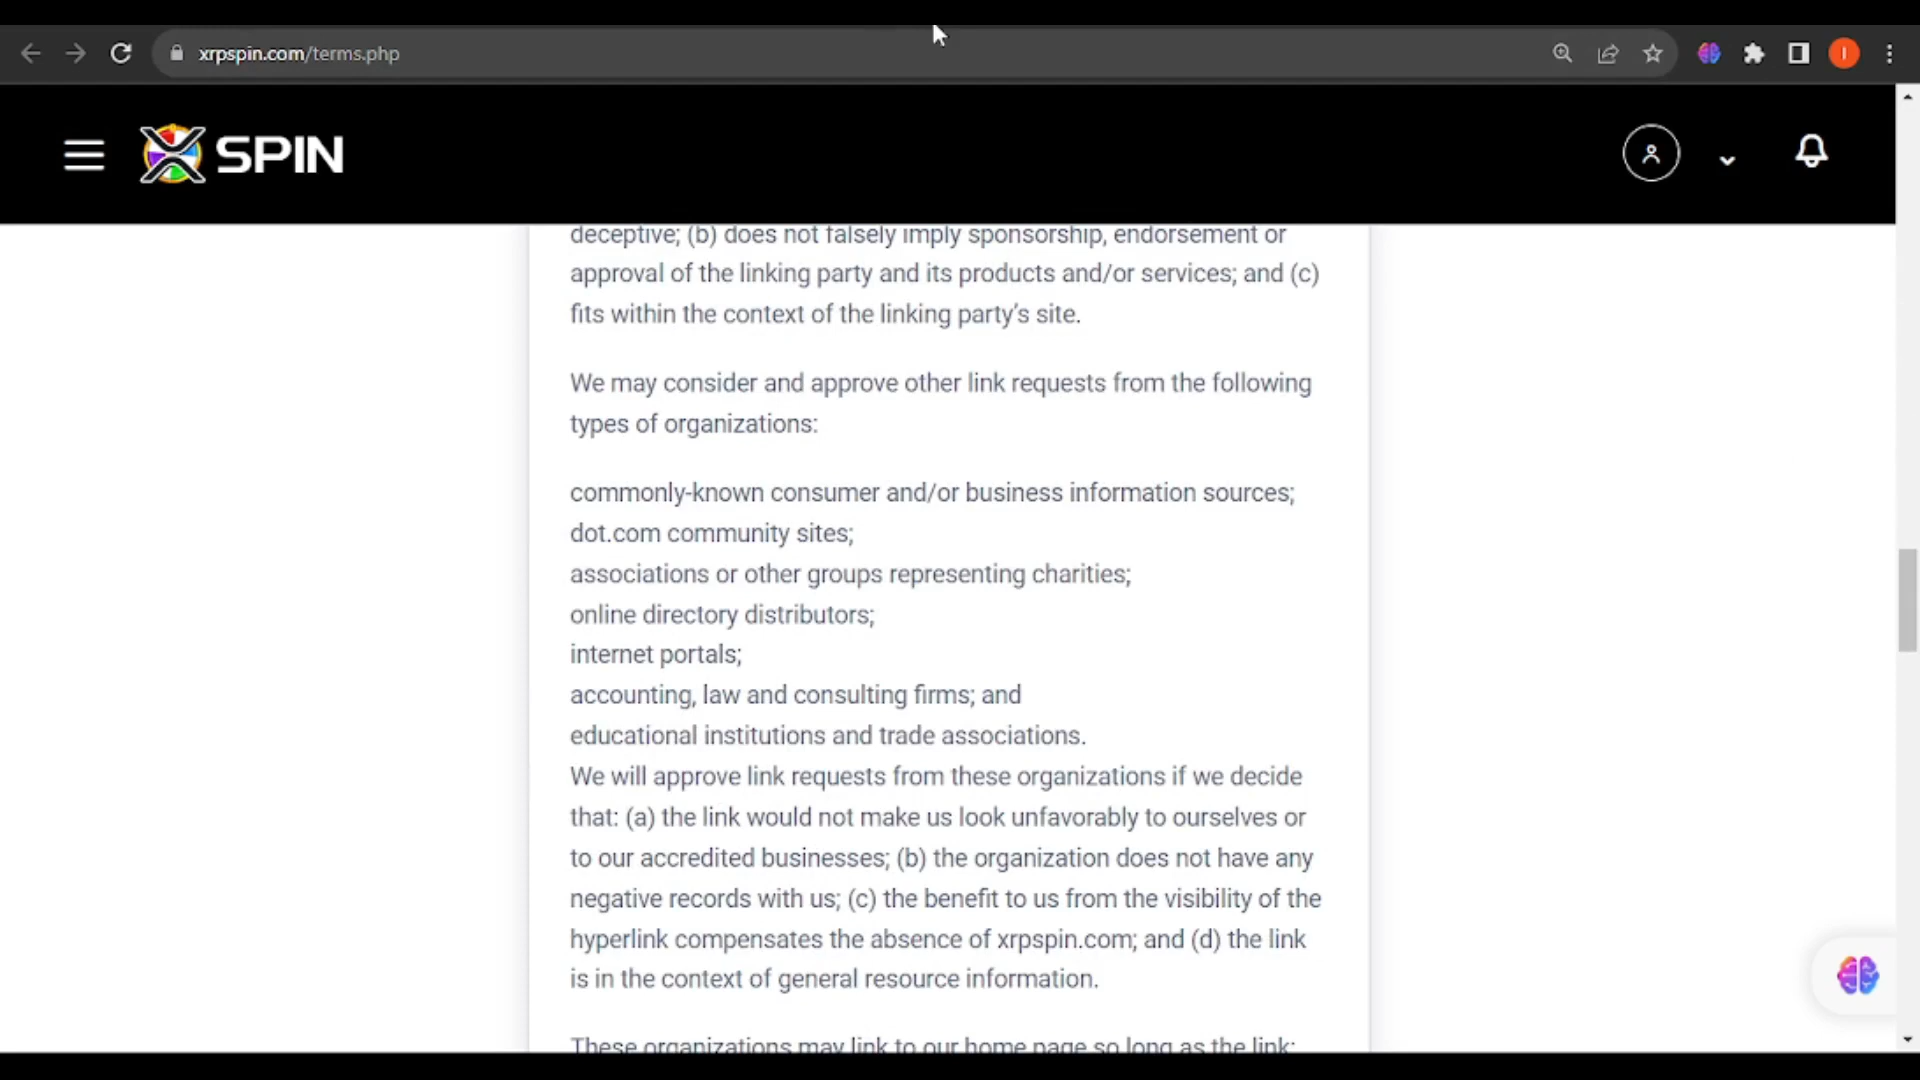 xrpspin.com/terms.php
I
SPIN
deceptive; (b) does not falsely imply sponsorship, endorsement or
approval of the linking party and its products and/or services; and (c)
fits within the context of the linking party’s site.
We may consider and approve other link requests from the following
types of organizations:
commonly-known consumer and/or business information sources;
dot.com community sites;
associations or other groups representing charities;
online directory distributors;
internet portals;
accounting, law and consulting firms; and
educational institutions and trade associations.
We will approve link requests from these organizations if we decide
that: (a) the link would not make us look unfavorably to ourselves or
to our accredited businesses; (b) the organization does not have any
negative records with us; (c) the benefit to us from the visibility of the
hyperlink compensates the absence of xrpspin.com; and (d) the link
is in the context of general resource information.
These organizations may link to our home page so long as the link: